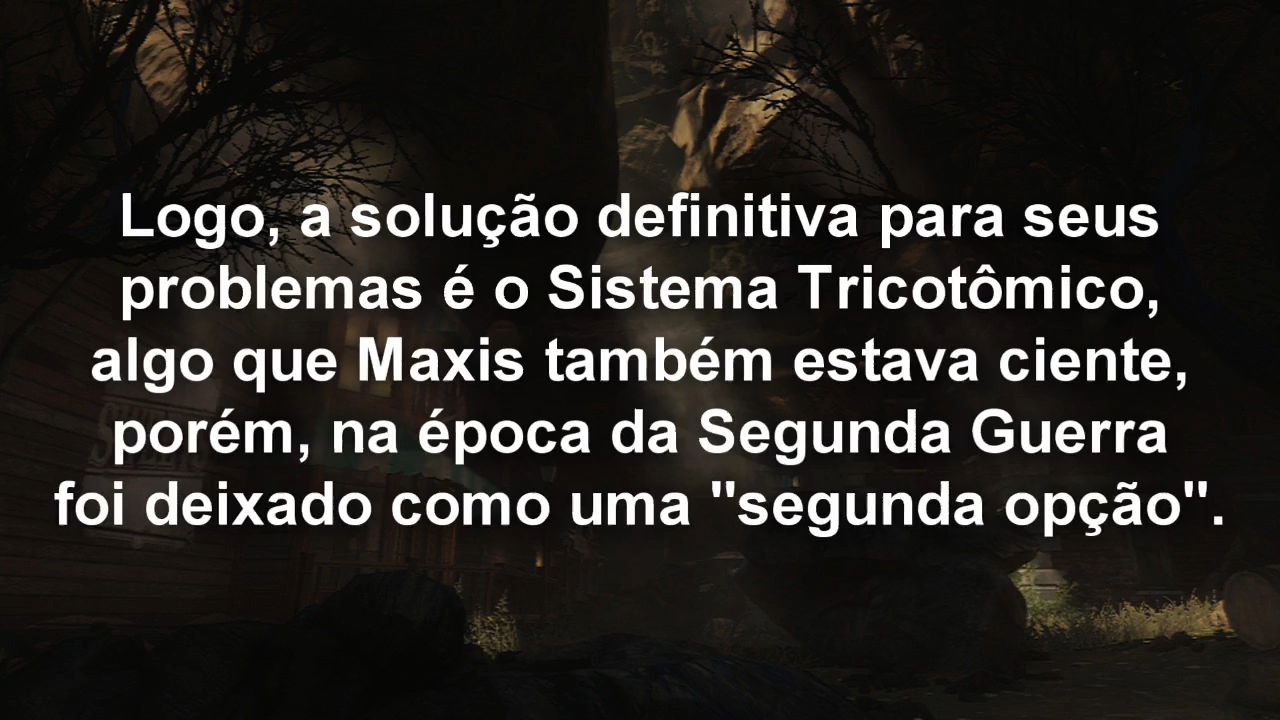 Logo, a solução definitiva para seus
problemas é o Sistema Tricotômico,
algo que Maxis também estava ciente,
porém, na época da Segunda Guerra
foi deixado como uma "segunda opção".